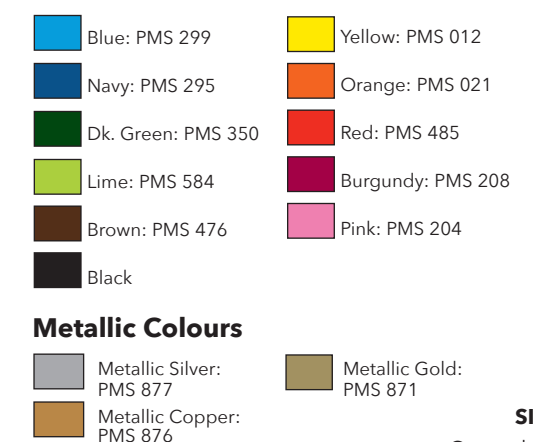 Blue: PMS 299
Navy: PMS 295
Dk. Green: PMS 350
Lime: PMS 584
Brown: PMS 476
Black
Yellow: PMS 012
Orange: PMS 021
Red: PMS 485
Burgundy: PMS 208
Pink: PMS 204
Metallic Colours
Metallic Silver:
PMS 877
Metallic Copper:
PMS 876
Metallic Gold:
PMS 871